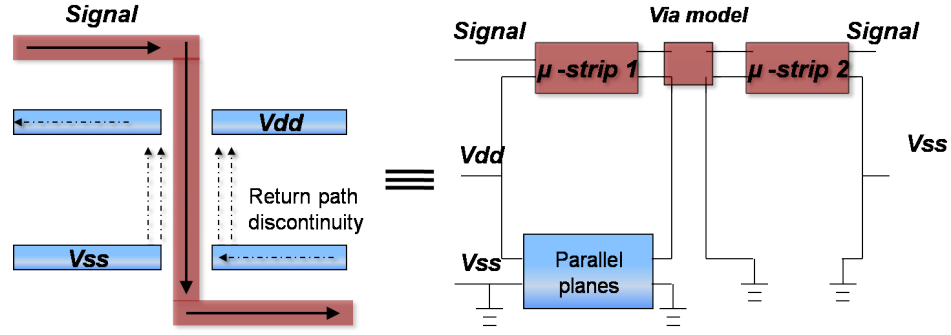 Signal
Vdd
Return path
discontinuity
Vss
Via model
Signal
Signal
μ -strip 1
μ -strip 2
Vdd
Vss
Vss
Parallel
planes